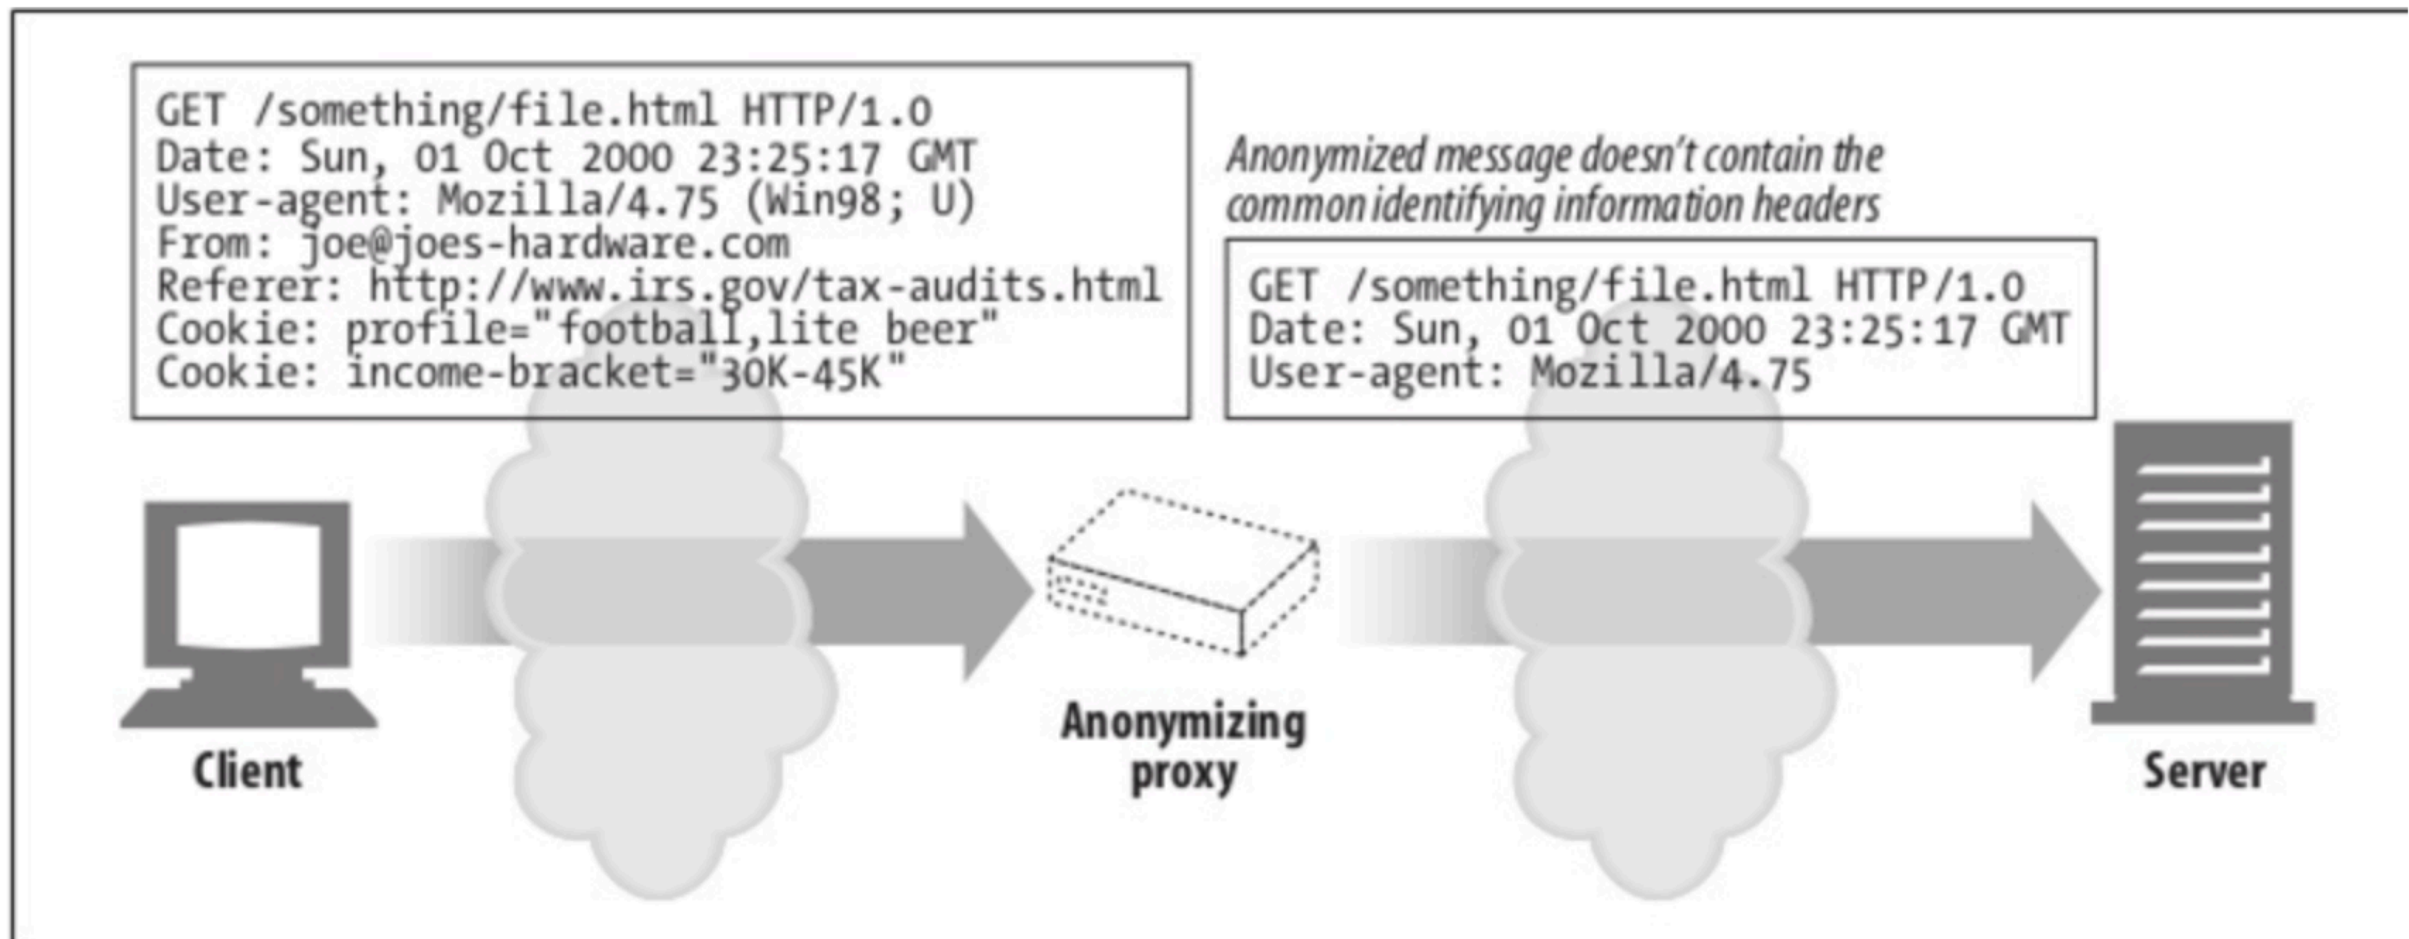 GET /something/file.html HTTP/1.0
Date: Sun, 01 Oct 2000 23:25:17 GMT
User-agent: Mozilla/4.75 (Win98; U)
From: joe@joes-hardware.com
Referer: http://www.irs.gov/tax-audits.html
Cookie: profile="football,lite beer"
Cookie: income-bracket="30K-45K"
Anonymized message doesn't contain the
common identifying information headers
GET /something/file.html HTTP/1.0
Date: Sun, 01 Oct 2000 23:25:17 GMT
User-agent: Mozilla/4.75
Client
Anonymizing
proxy
Server